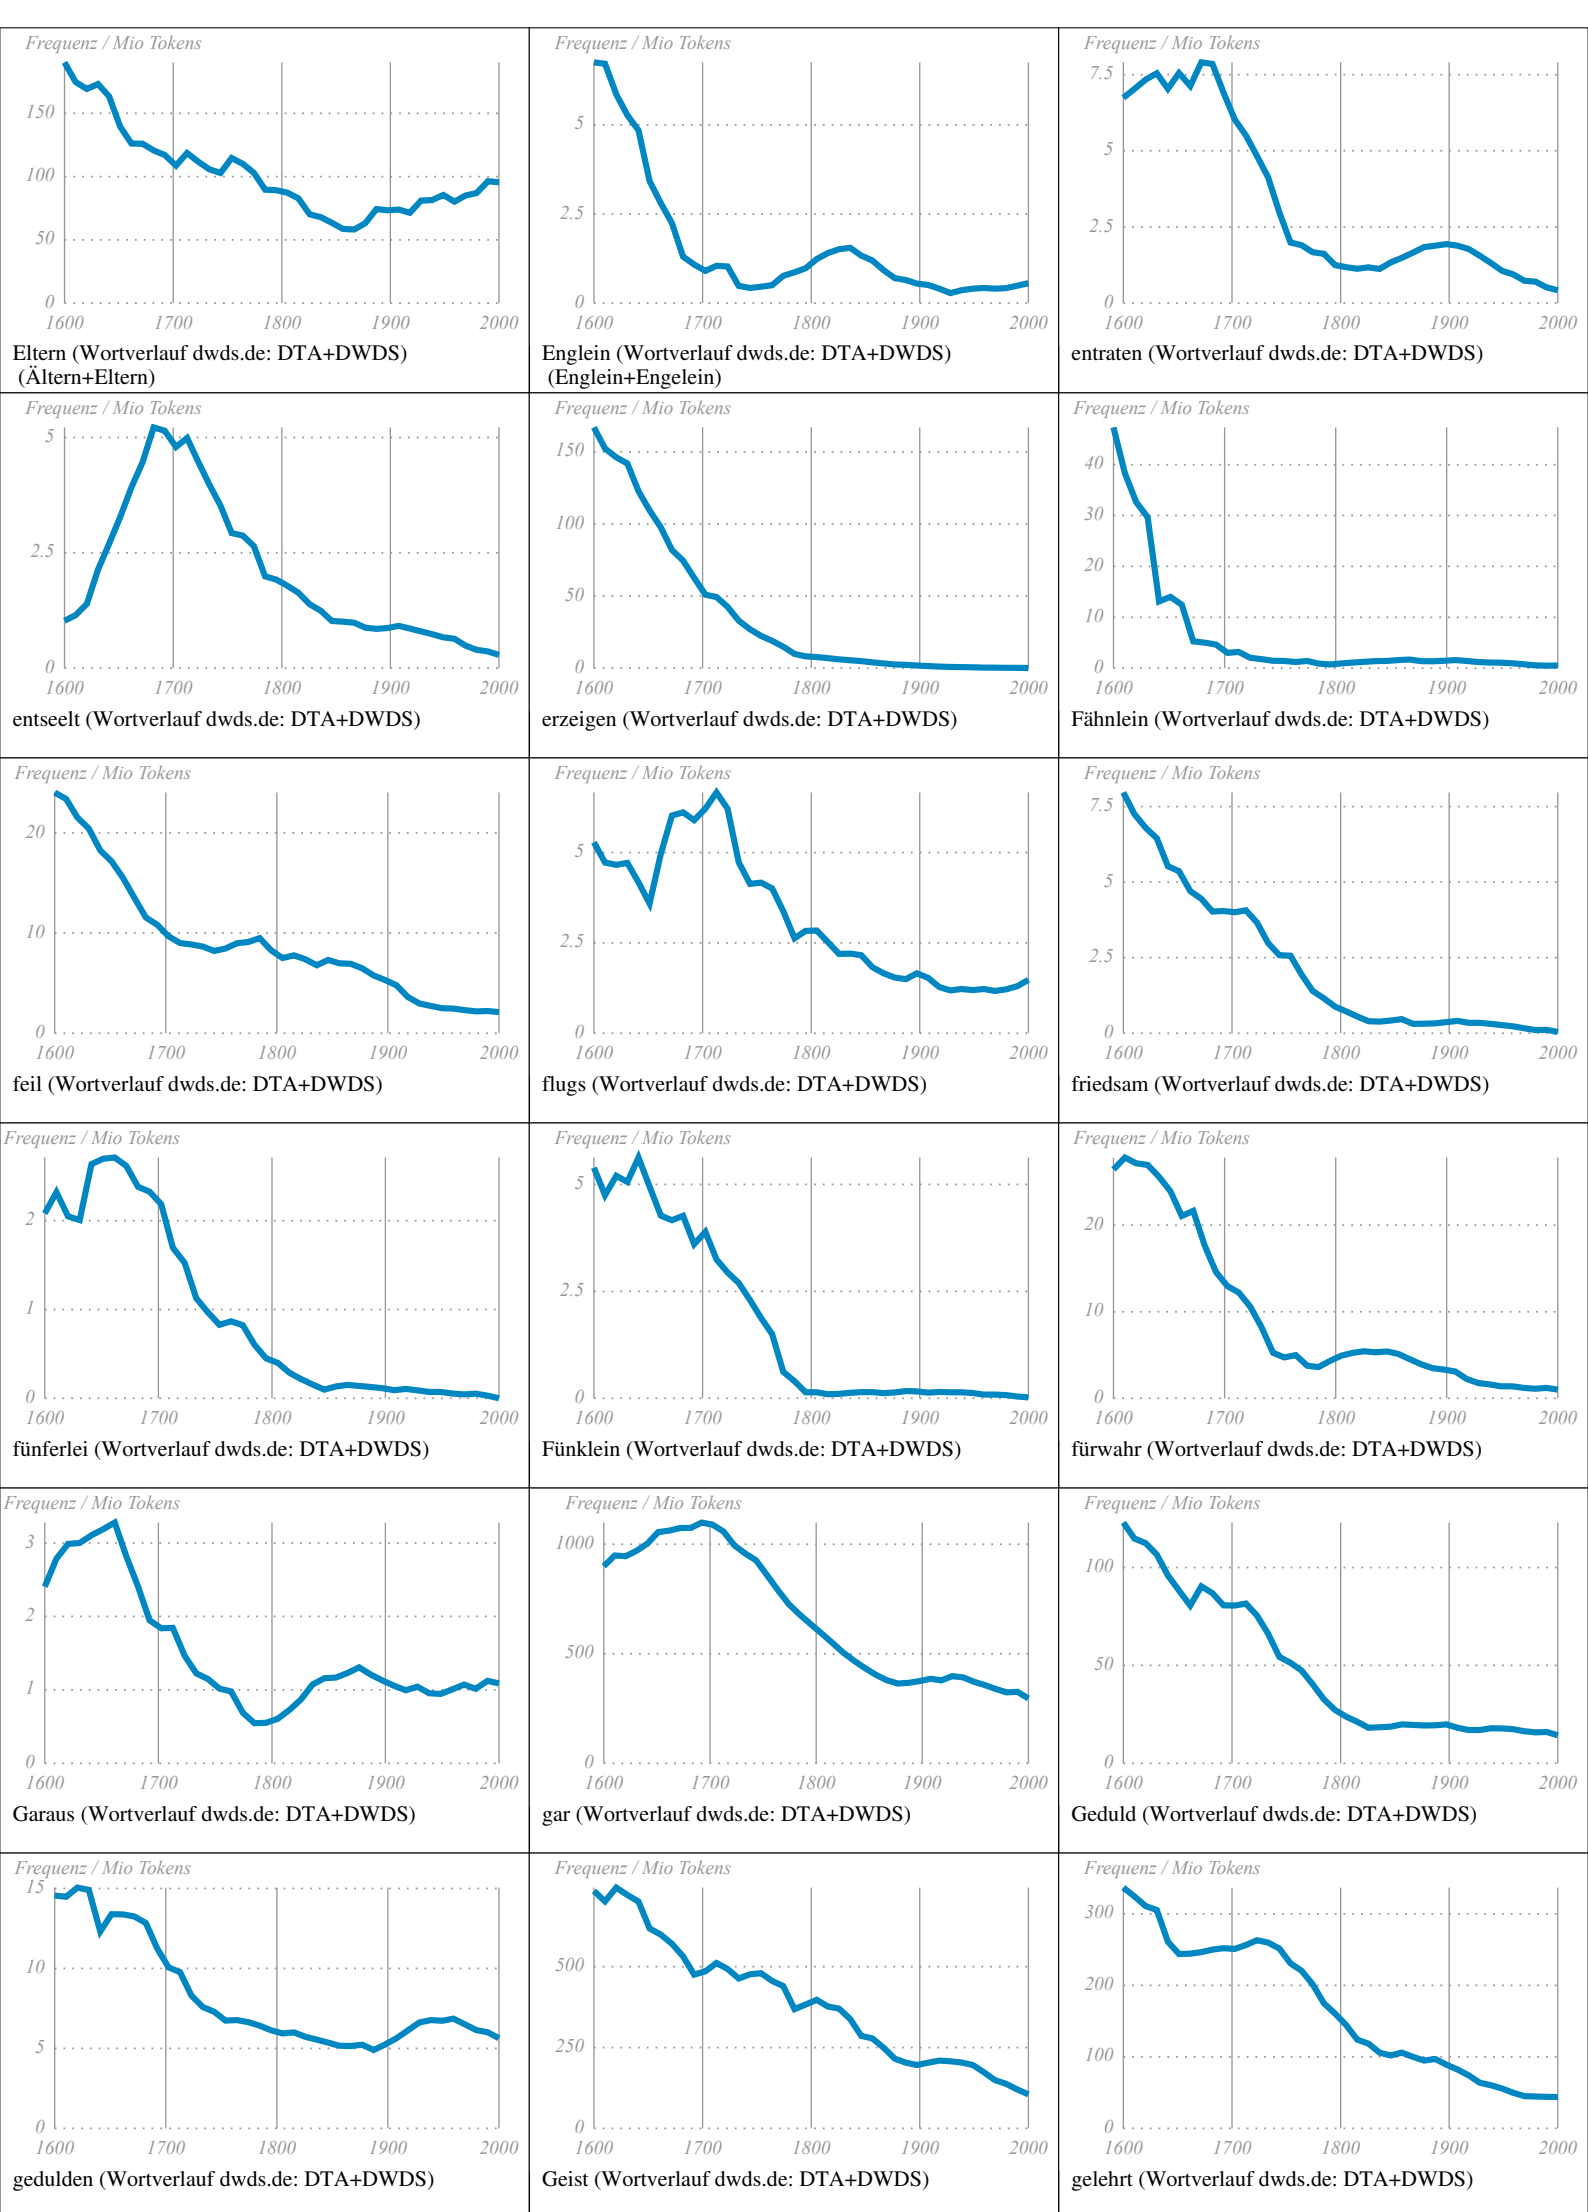 Frequenz / Mio Tokens
150
100
50
0
1600 1700 1800 1900 2000
Eltern (Wortverlauf dwds.de: DTA+DWDS)
(Ältern+Eltern)
Frequenz / Mio Tokens
5
2.5
0
1600 1700 1800 1900 2000
Englein (Wortverlauf dwds.de: DTA+DWDS)
(Englein+Engelein)
Frequenz / Mio Tokens
7.5
5
2.5
0
1600 1700 1800 1900 2000
entraten (Wortverlauf dwds.de: DTA+DWDS)
Frequenz / Mio Tokens
5
2.5
0
1600 1700 1800 1900 2000
entseelt (Wortverlauf dwds.de: DTA+DWDS)
Frequenz / Mio Tokens
150
100
50
0
1600 1700 1800 1900 2000
erzeigen (Wortverlauf dwds.de: DTA+DWDS)
Frequenz / Mio Tokens
40
30
20
10
0
1600 1700 1800 1900 2000
Fähnlein (Wortverlauf dwds.de: DTA+DWDS)
Frequenz / Mio Tokens
20
10
0
1600 1700 1800 1900 2000
feil (Wortverlauf dwds.de: DTA+DWDS)
Frequenz / Mio Tokens
5
2.5
0
1600 1700 1800 1900 2000
flugs (Wortverlauf dwds.de: DTA+DWDS)
Frequenz / Mio Tokens
7.5
5
2.5
0
1600 1700 1800 1900 2000
friedsam (Wortverlauf dwds.de: DTA+DWDS)
Frequenz / Mio Tokens
2
1
0
1600 1700 1800 1900 2000
fünferlei (Wortverlauf dwds.de: DTA+DWDS)
Frequenz / Mio Tokens
5
2.5
0
1600 1700 1800 1900 2000
Fünklein (Wortverlauf dwds.de: DTA+DWDS)
Frequenz / Mio Tokens
20
10
0
1600 1700 1800 1900 2000
fürwahr (Wortverlauf dwds.de: DTA+DWDS)
Frequenz / Mio Tokens
3
2
1
0
1600 1700 1800 1900 2000
Garaus (Wortverlauf dwds.de: DTA+DWDS)
Frequenz / Mio Tokens
1000
500
0
1600 1700 1800 1900 2000
gar (Wortverlauf dwds.de: DTA+DWDS)
Frequenz / Mio Tokens
100
50
0
1600 1700 1800 1900 2000
Geduld (Wortverlauf dwds.de: DTA+DWDS)
Frequenz / Mio Tokens
15
10
5
0
1600 1700 1800 1900 2000
gedulden (Wortverlauf dwds.de: DTA+DWDS)
Frequenz / Mio Tokens
500
250
0
1600 1700 1800 1900 2000
Geist (Wortverlauf dwds.de: DTA+DWDS)
Frequenz / Mio Tokens
300
200
100
0
1600 1700 1800 1900 2000
gelehrt (Wortverlauf dwds.de: DTA+DWDS)